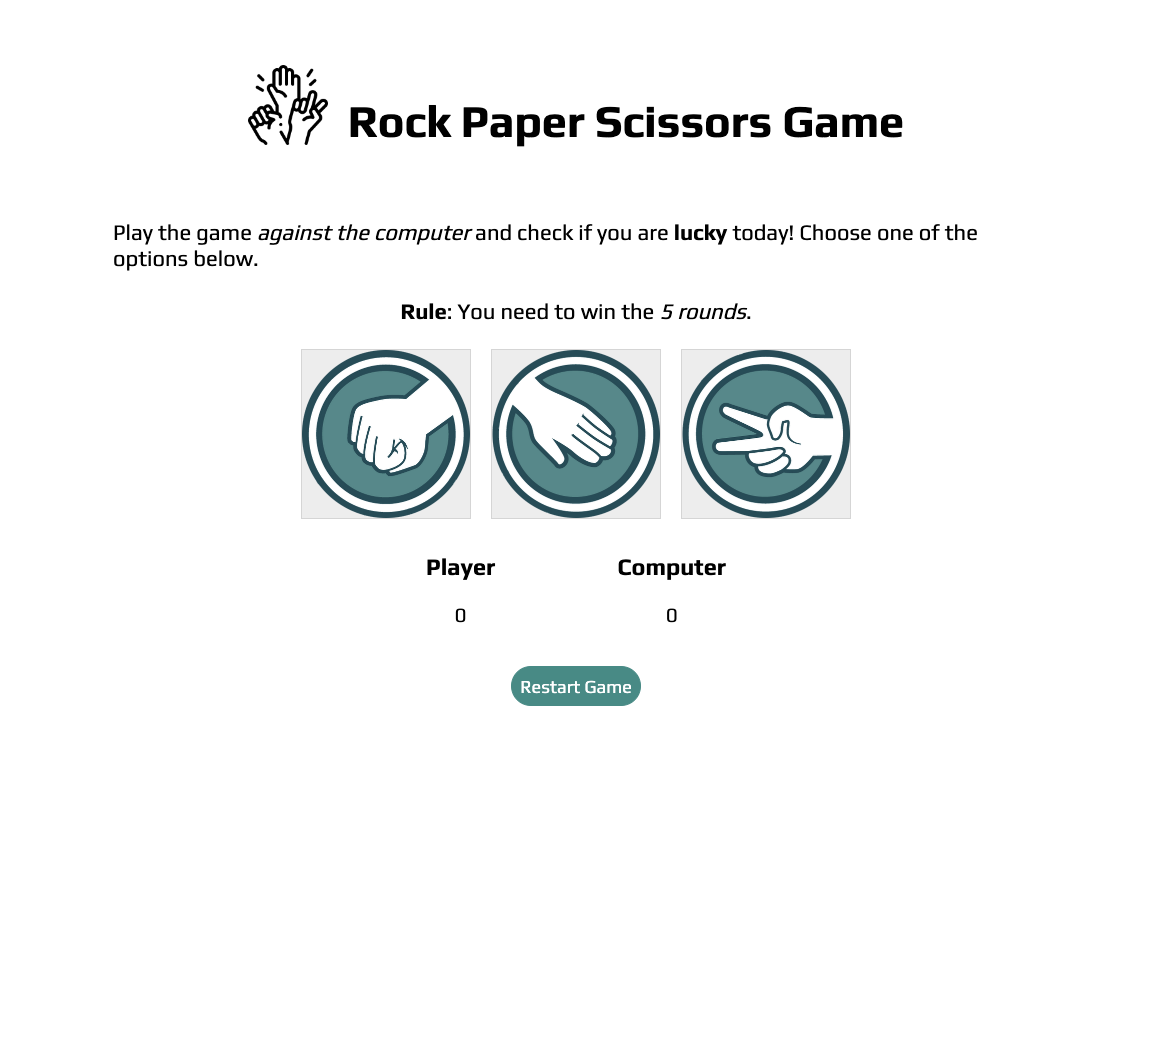 Rock Paper Scissors Game
Play the game against the computer and check if you are lucky today! Choose one of the
options below.
Rule: You need to win the 5 rounds.
Player Computer
0 0
Restart Game